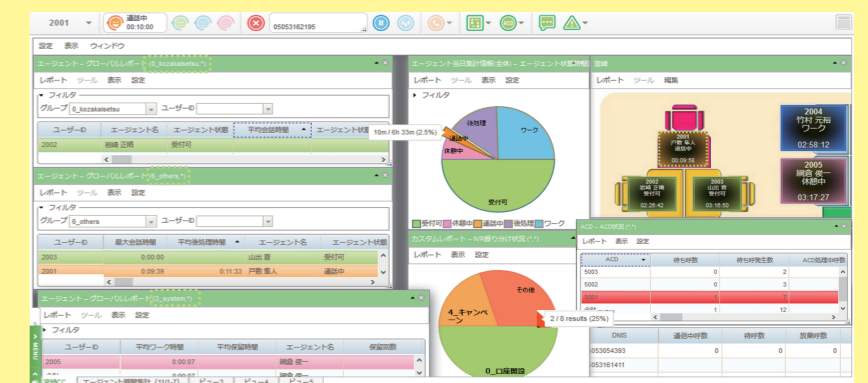 2001
通話中
00:10:00
05053162195
設定 表示 ウィンドウ
エージェント – グローバルレポート (0_kozakaisetsu,*)
レポート ツール 表示 設定
フィルタ
グループ 0_kozakaisetsu ユーザーID
ユーザーID エージェント名 エージェント状態 平均会話時間 エージェント状態
2002 岩崎 正晴 受付可
エージェント – グローバルレポート (6_others,*)
レポート ツール 表示 設定
フィルタ
グループ 6_others ユーザーID
ユーザーID 最大会話時間 平均後処理時間 エージェント名 エージェント状態
2003 0:00:00 山出 晋 受付可
2001 0:09:39 0:11:33 戸數 隼人 通話中
エージェント – グローバルレポート (3_system,*)
レポート ツール 表示 設定
フィルタ
ユーザーID 平均ワーク時間 平均保留時間 エージェント名 保留回数
2005 0:00:07 綱倉 俊一
MENU
ビュー3 ビュー4 ビュー5
エージェント当日集計情報(全体) – エージェント状態時間
レポート ツール 表示 設定
フィルタ
後処理
ワーク
通話中
休憩中
受付可
10m / 6h 33m (2.5%)
受付可 休憩中 通話中 後処理 ワーク
カスタムレポート – IVR振り分け状況 (*,*)
レポート 表示 設定
その他
4_キャンペーン
2 / 8 results (25%)
0_口座開設
宮崎
レポート ツール 編集
2001
戸數 隼人
通話中
00:09:58
2002
岩崎 正晴
受付可
02:26:42
2003
山出 晋
受付可
03:16:50
2004
竹村 元裕
ワーク
02:58:12
2005
綱倉 俊一
休憩中
03:17:27
ACD – ACD状況 (*,*)
レポート 表示 設定
ACD 待ち呼数 待ち呼発生数 ACD処理中呼数
5003 0 2
5002 0 3
5001 1 7
1 12
DNIS 通話中呼数 待呼数 放棄呼数
5053054393 0 0 0
053161411